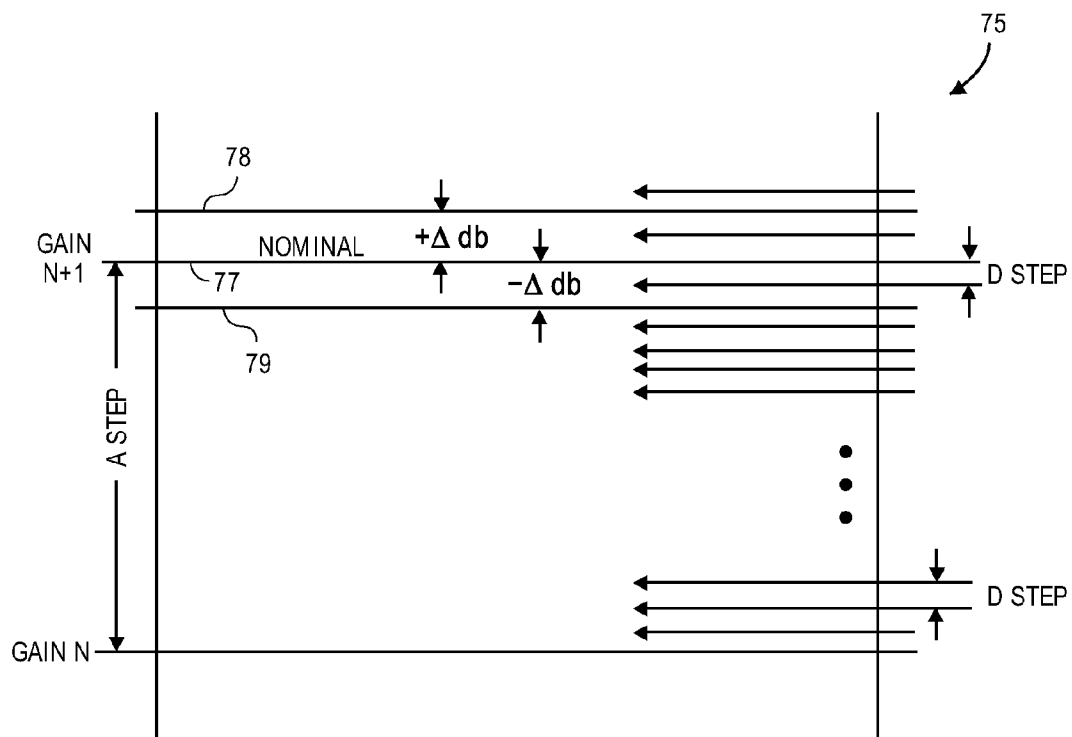 75
78
GAIN
N+1
NOMINAL
+Δ db
77
−Δ db
D STEP
79
A STEP
D STEP
GAIN N